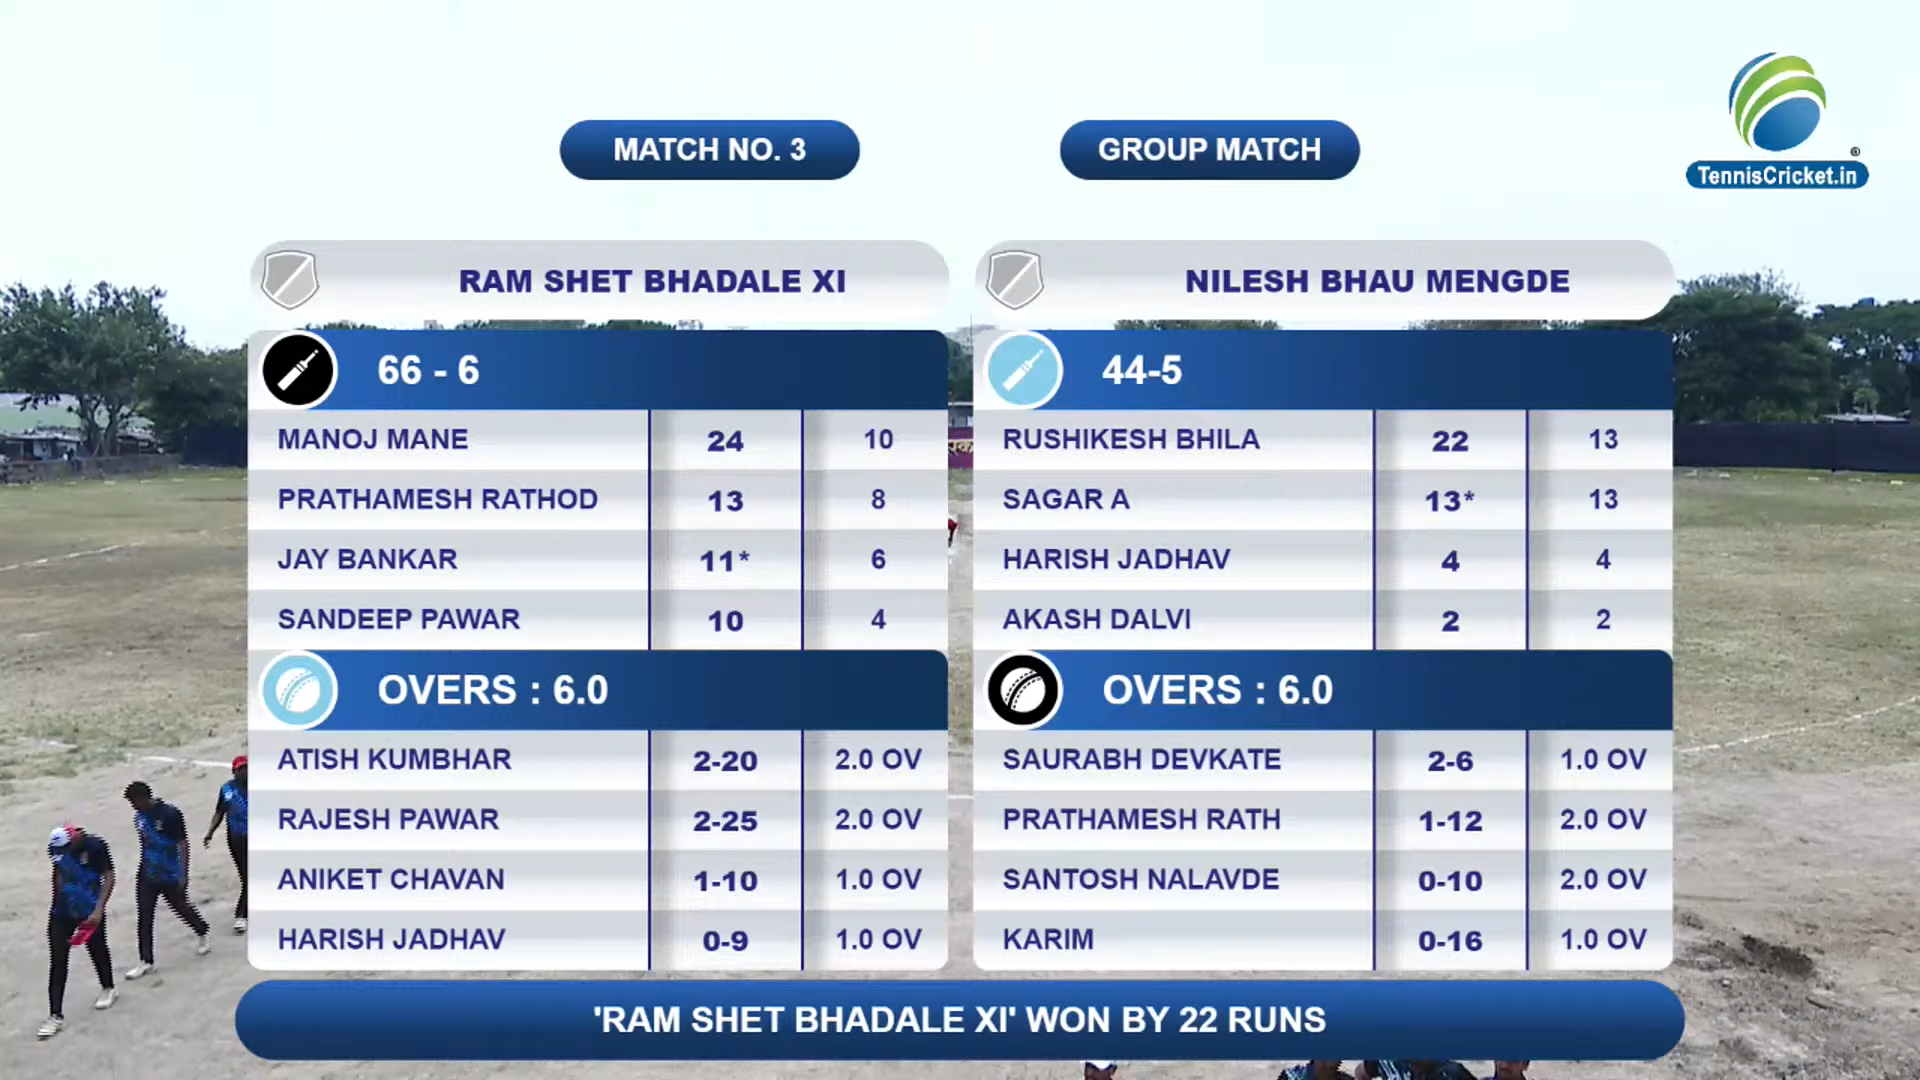 MATCH NO. 3
GROUP MATCH
TennisCricket.in
RAM SHET BHADALE XI
66 - 6
MANOJ MANE 24 10
PRATHAMESH RATHOD 13 8
JAY BANKAR 11* 6
SANDEEP PAWAR 10 4
OVERS : 6.0
ATISH KUMBHAR 2-20 2.0 OV
RAJESH PAWAR 2-25 2.0 OV
ANIKET CHAVAN 1-10 1.0 OV
HARISH JADHAV 0-9 1.0 OV
NILESH BHAU MENGDE
44-5
RUSHIKESH BHILA 22 13
SAGAR A 13* 13
HARISH JADHAV 4 4
AKASH DALVI 2 2
OVERS : 6.0
SAURABH DEVKATE 2-6 1.0 OV
PRATHAMESH RATH 1-12 2.0 OV
SANTOSH NALAVDE 0-10 2.0 OV
KARIM 0-16 1.0 OV
'RAM SHET BHADALE XI' WON BY 22 RUNS